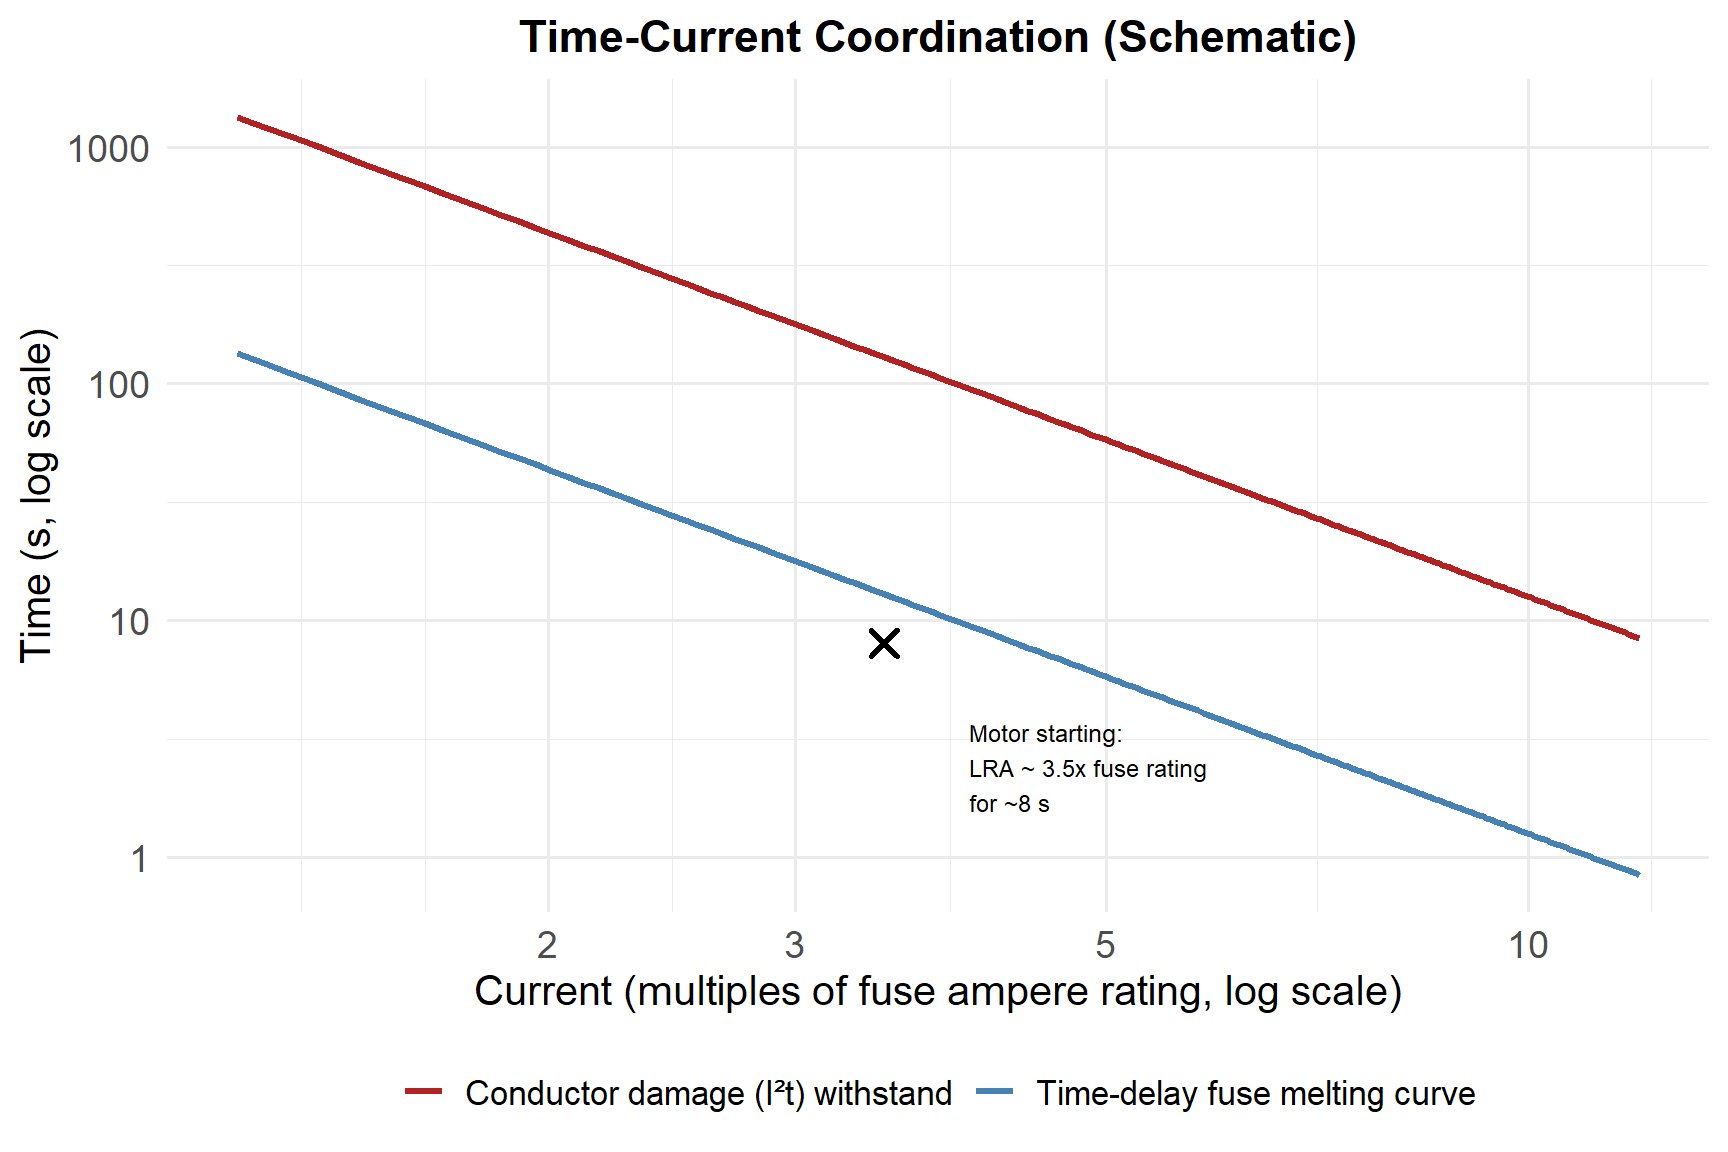 Time-Current Coordination (Schematic)
Time (s, log scale)
1000
100
10
1
Motor starting:
LRA ~ 3.5x fuse rating
for ~8 s
2 3 5 10
Current (multiples of fuse ampere rating, log scale)
Conductor damage (I²t) withstand Time-delay fuse melting curve